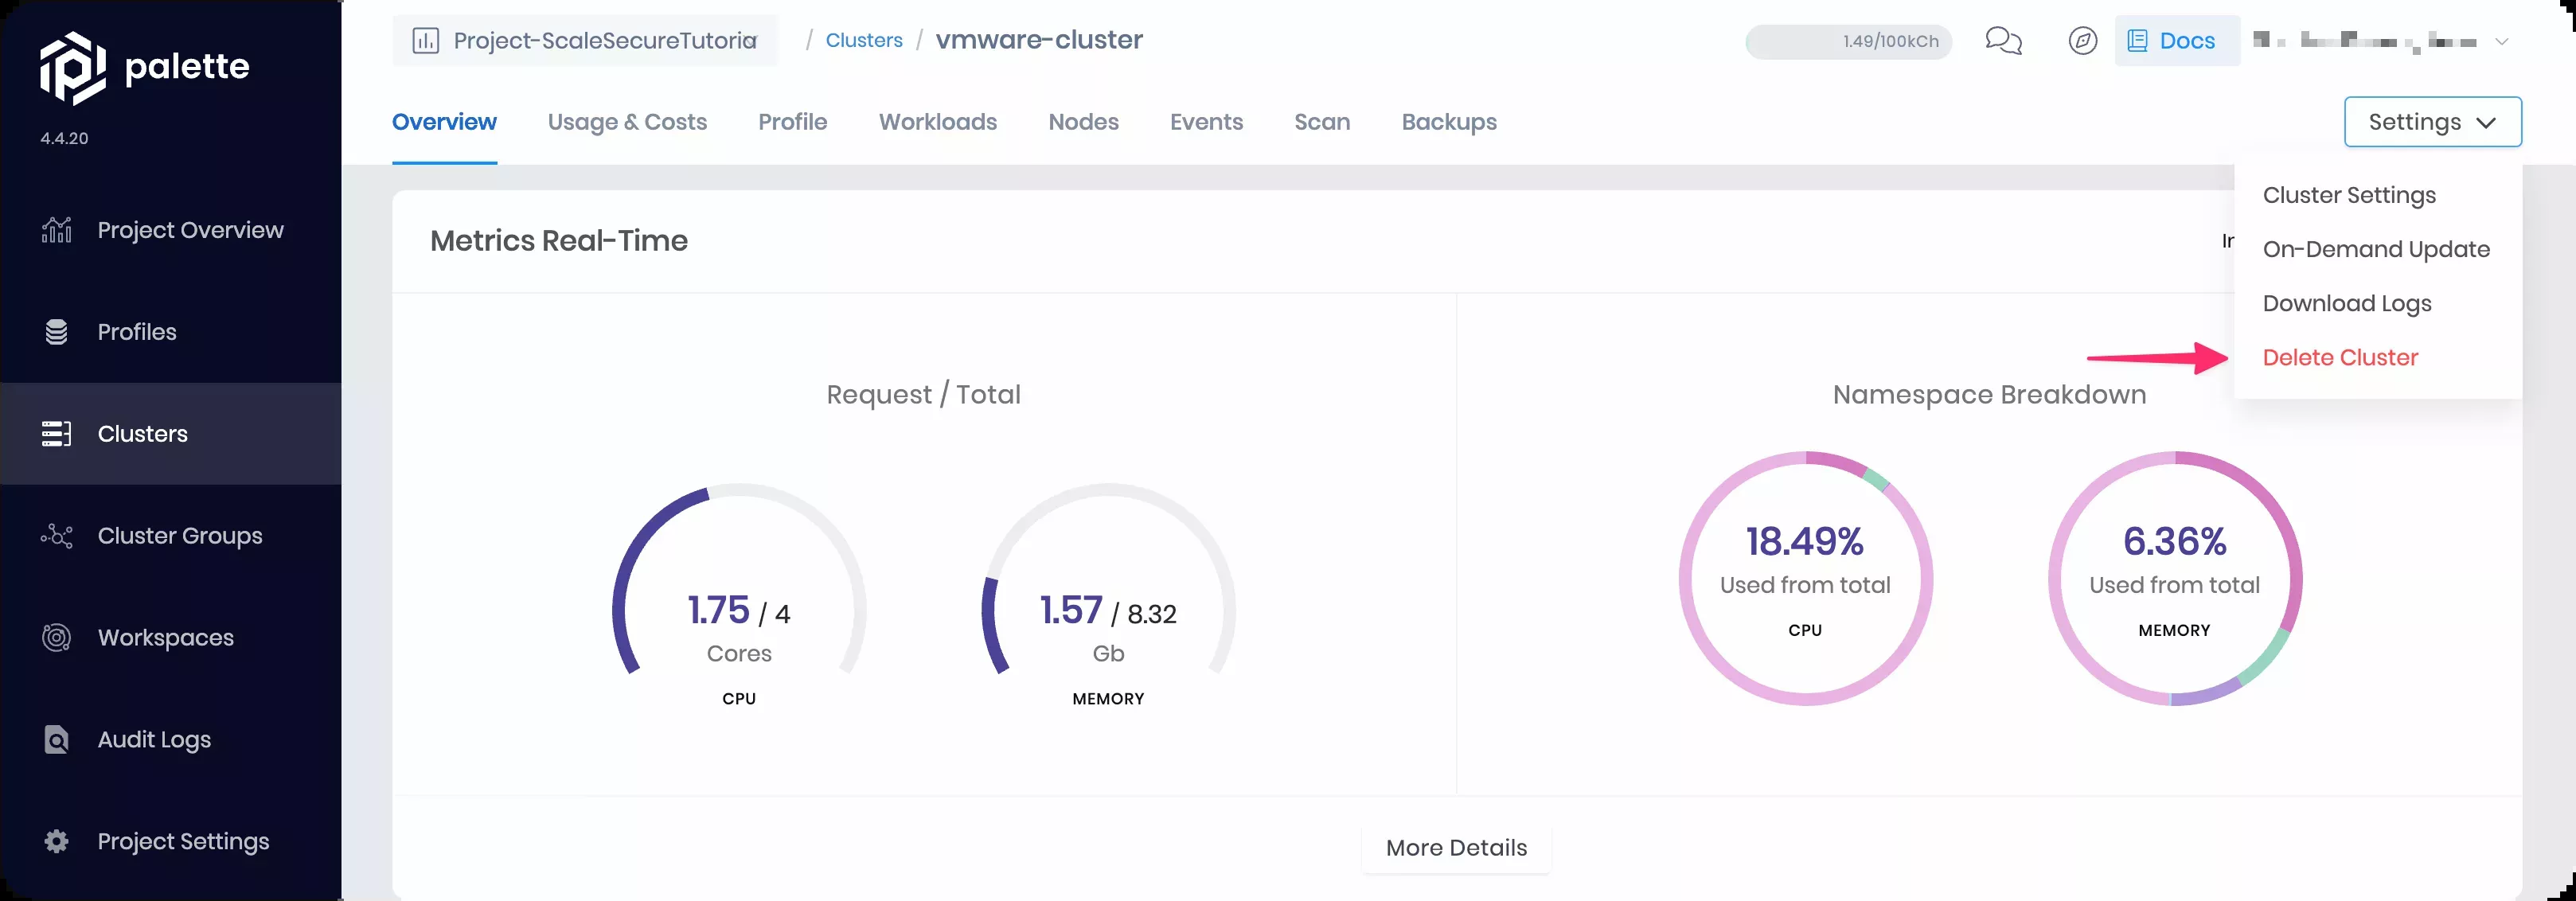 palette
4.4.20
Project Overview
Profiles
Clusters
Cluster Groups
Workspaces
Audit Logs
Project Settings
Project-ScaleSecureTutoria / Clusters / vmware-cluster
1.49/100kCh
Docs
Overview Usage & Costs Profile Workloads Nodes Events Scan Backups
Settings
Cluster Settings
On-Demand Update
Download Logs
Delete Cluster
Metrics Real-Time
Request / Total
1.75 / 4
Cores
CPU
1.57 / 8.32
Gb
MEMORY
Namespace Breakdown
18.49%
Used from total
CPU
6.36%
Used from total
MEMORY
More Details